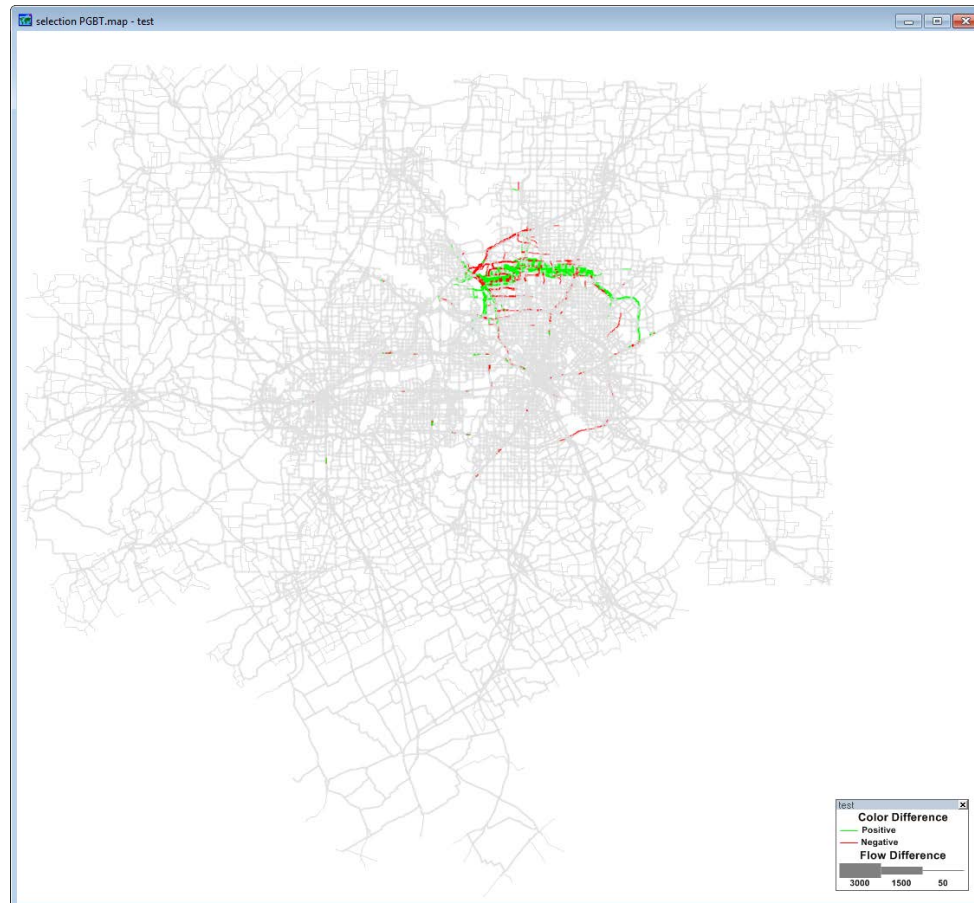 selection PGBT.map - test
test
Color Difference
Positive
Negative
Flow Difference
3000 1500 50